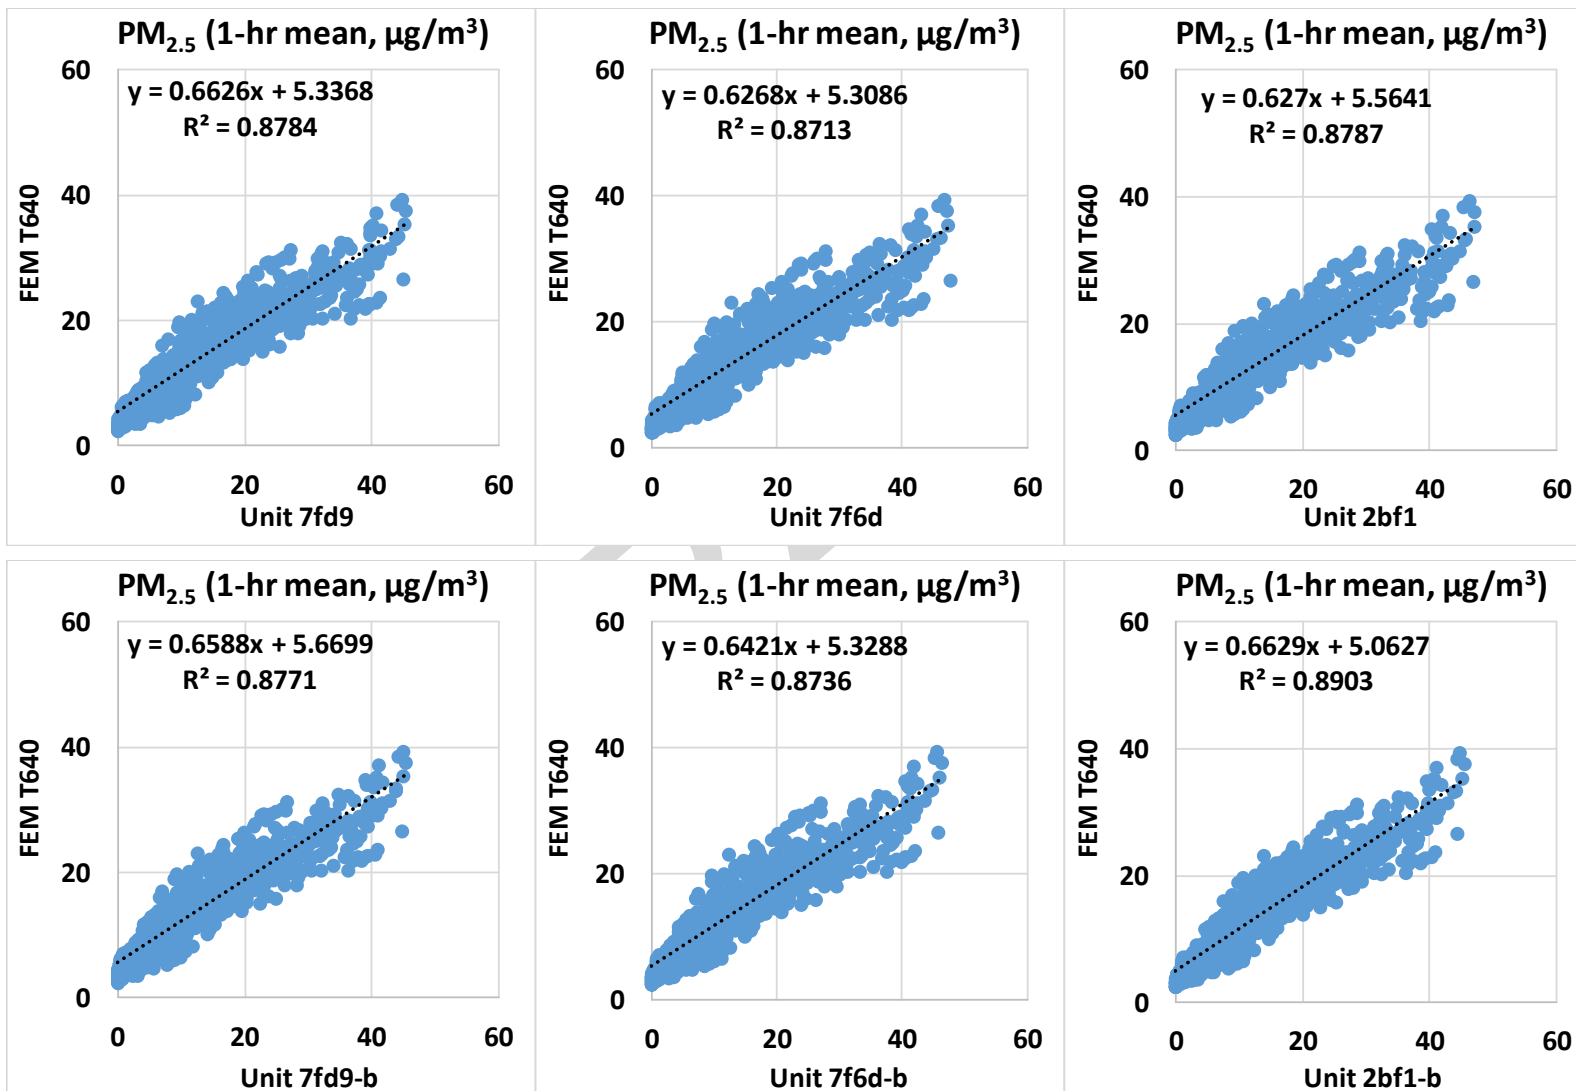 PM2.5 (1-hr mean, µg/m³)
y = 0.6626x + 5.3368
R² = 0.8784
FEM T640
60
40
20
0
0 20 40 60
Unit 7fd9
PM2.5 (1-hr mean, µg/m³)
y = 0.6268x + 5.3086
R² = 0.8713
FEM T640
60
40
20
0
0 20 40 60
Unit 7f6d
PM2.5 (1-hr mean, µg/m³)
y = 0.627x + 5.5641
R² = 0.8787
FEM T640
60
40
20
0
0 20 40 60
Unit 2bf1
PM2.5 (1-hr mean, µg/m³)
y = 0.6588x + 5.6699
R² = 0.8771
FEM T640
60
40
20
0
0 20 40 60
Unit 7fd9-b
PM2.5 (1-hr mean, µg/m³)
y = 0.6421x + 5.3288
R² = 0.8736
FEM T640
60
40
20
0
0 20 40 60
Unit 7f6d-b
PM2.5 (1-hr mean, µg/m³)
y = 0.6629x + 5.0627
R² = 0.8903
FEM T640
60
40
20
0
0 20 40 60
Unit 2bf1-b